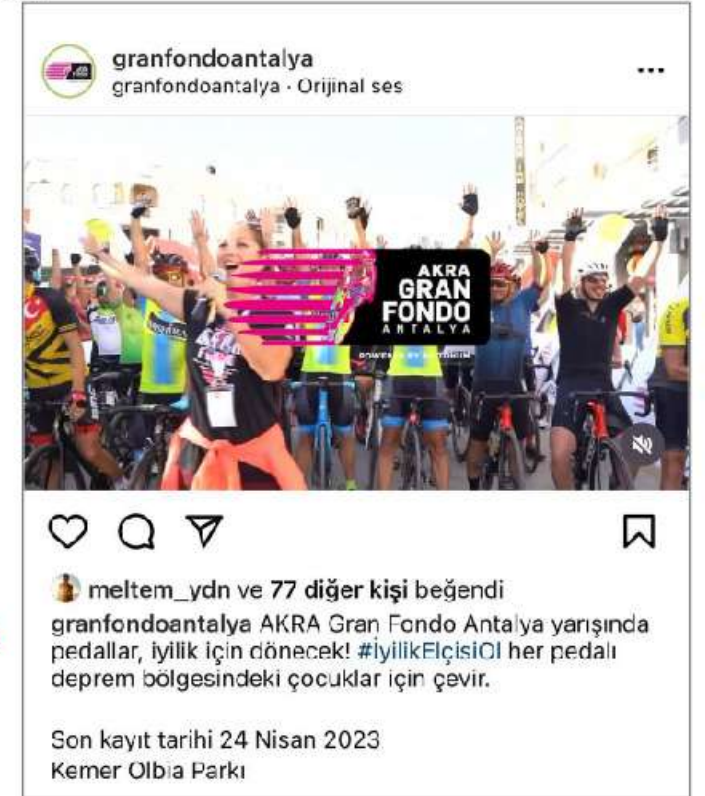 granfondoantalya
granfondoantalya · Orijinal ses
AKRA
GRAN
FONDO
ANTALYA
POWERED BY
meltem_ydn ve 77 diğer kişi beğendi
granfondoantalya AKRA Gran Fondo Antalya yarışında
pedallar, iyilik için dönecek! #İyilikElçisiOl her pedalı
deprem bölgesindeki çocuklar için çevir.
Son kayıt tarihi 24 Nisan 2023
Kemer Olbia Parkı